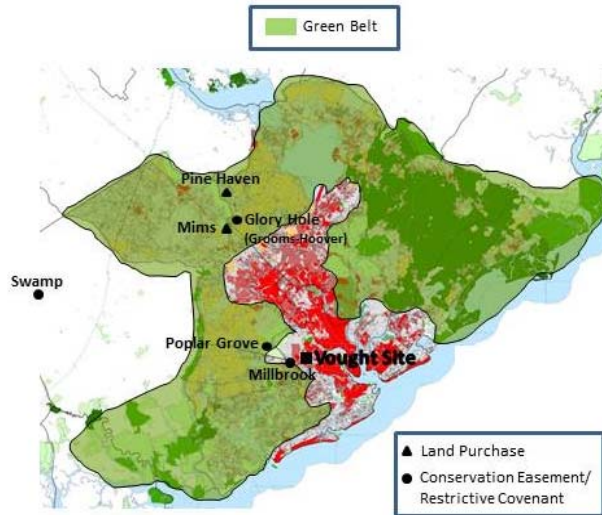 Green Belt
Pine Haven
Glory Hole
Mims
(Grooms-Hoover)
Swamp
Poplar Grove
Vought Site
Millbrook
Land Purchase
Conservation Easement/
Restrictive Covenant